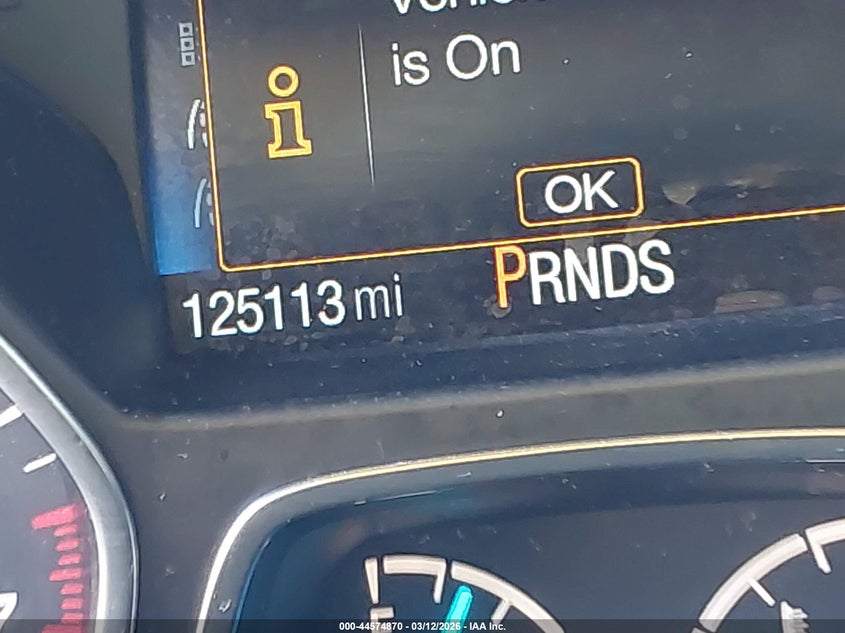 is On
OK
125113 mi
PRNDS
000-44574870 - 03/12/2026 - IAA Inc.